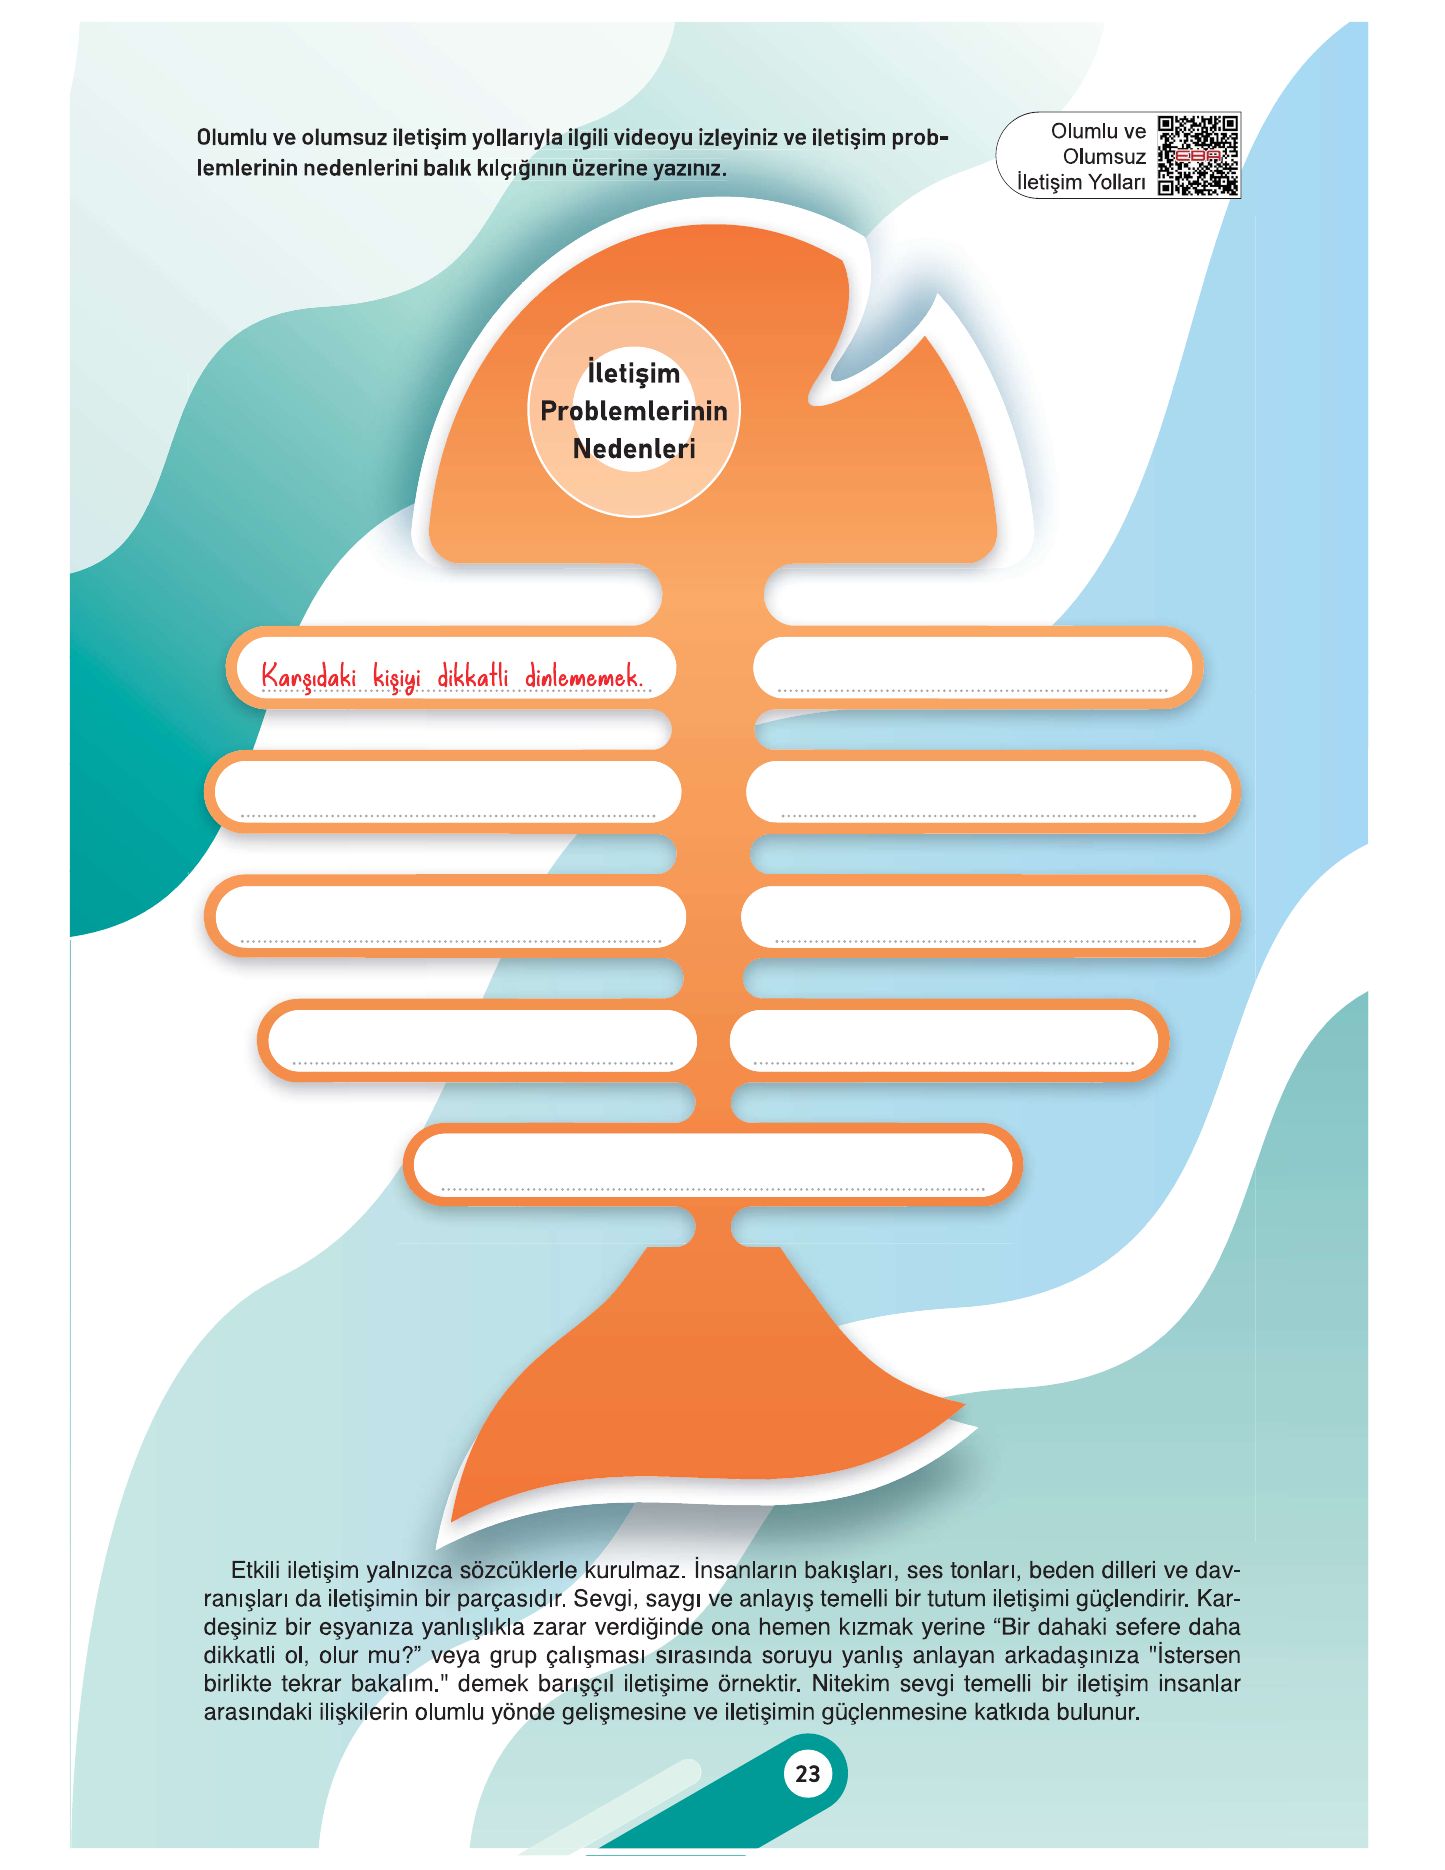 Olumlu ve olumsuz iletişim yollarıyla ilgili videoyu izleyiniz ve iletişim prob-
lemlerinin nedenlerini balık kılçığının üzerine yazınız.
Olumlu ve
Olumsuz
İletişim Yolları
EBA
İletişim
Problemlerinin
Nedenleri
Karşıdaki kişiyi dikkatli dinlememek.
Etkili iletişim yalnızca sözcüklerle kurulmaz. İnsanların bakışları, ses tonları, beden dilleri ve dav-
ranışları da iletişimin bir parçasıdır. Sevgi, saygı ve anlayış temelli bir tutum iletişimi güçlendirir. Kar-
deşiniz bir eşyanıza yanlışlıkla zarar verdiğinde ona hemen kızmak yerine “Bir dahaki sefere daha
dikkatli ol, olur mu?” veya grup çalışması sırasında soruyu yanlış anlayan arkadaşınıza "İstersen
birlikte tekrar bakalım." demek barışçıl iletişime örnektir. Nitekim sevgi temelli bir iletişim insanlar
arasındaki ilişkilerin olumlu yönde gelişmesine ve iletişimin güçlenmesine katkıda bulunur.
23